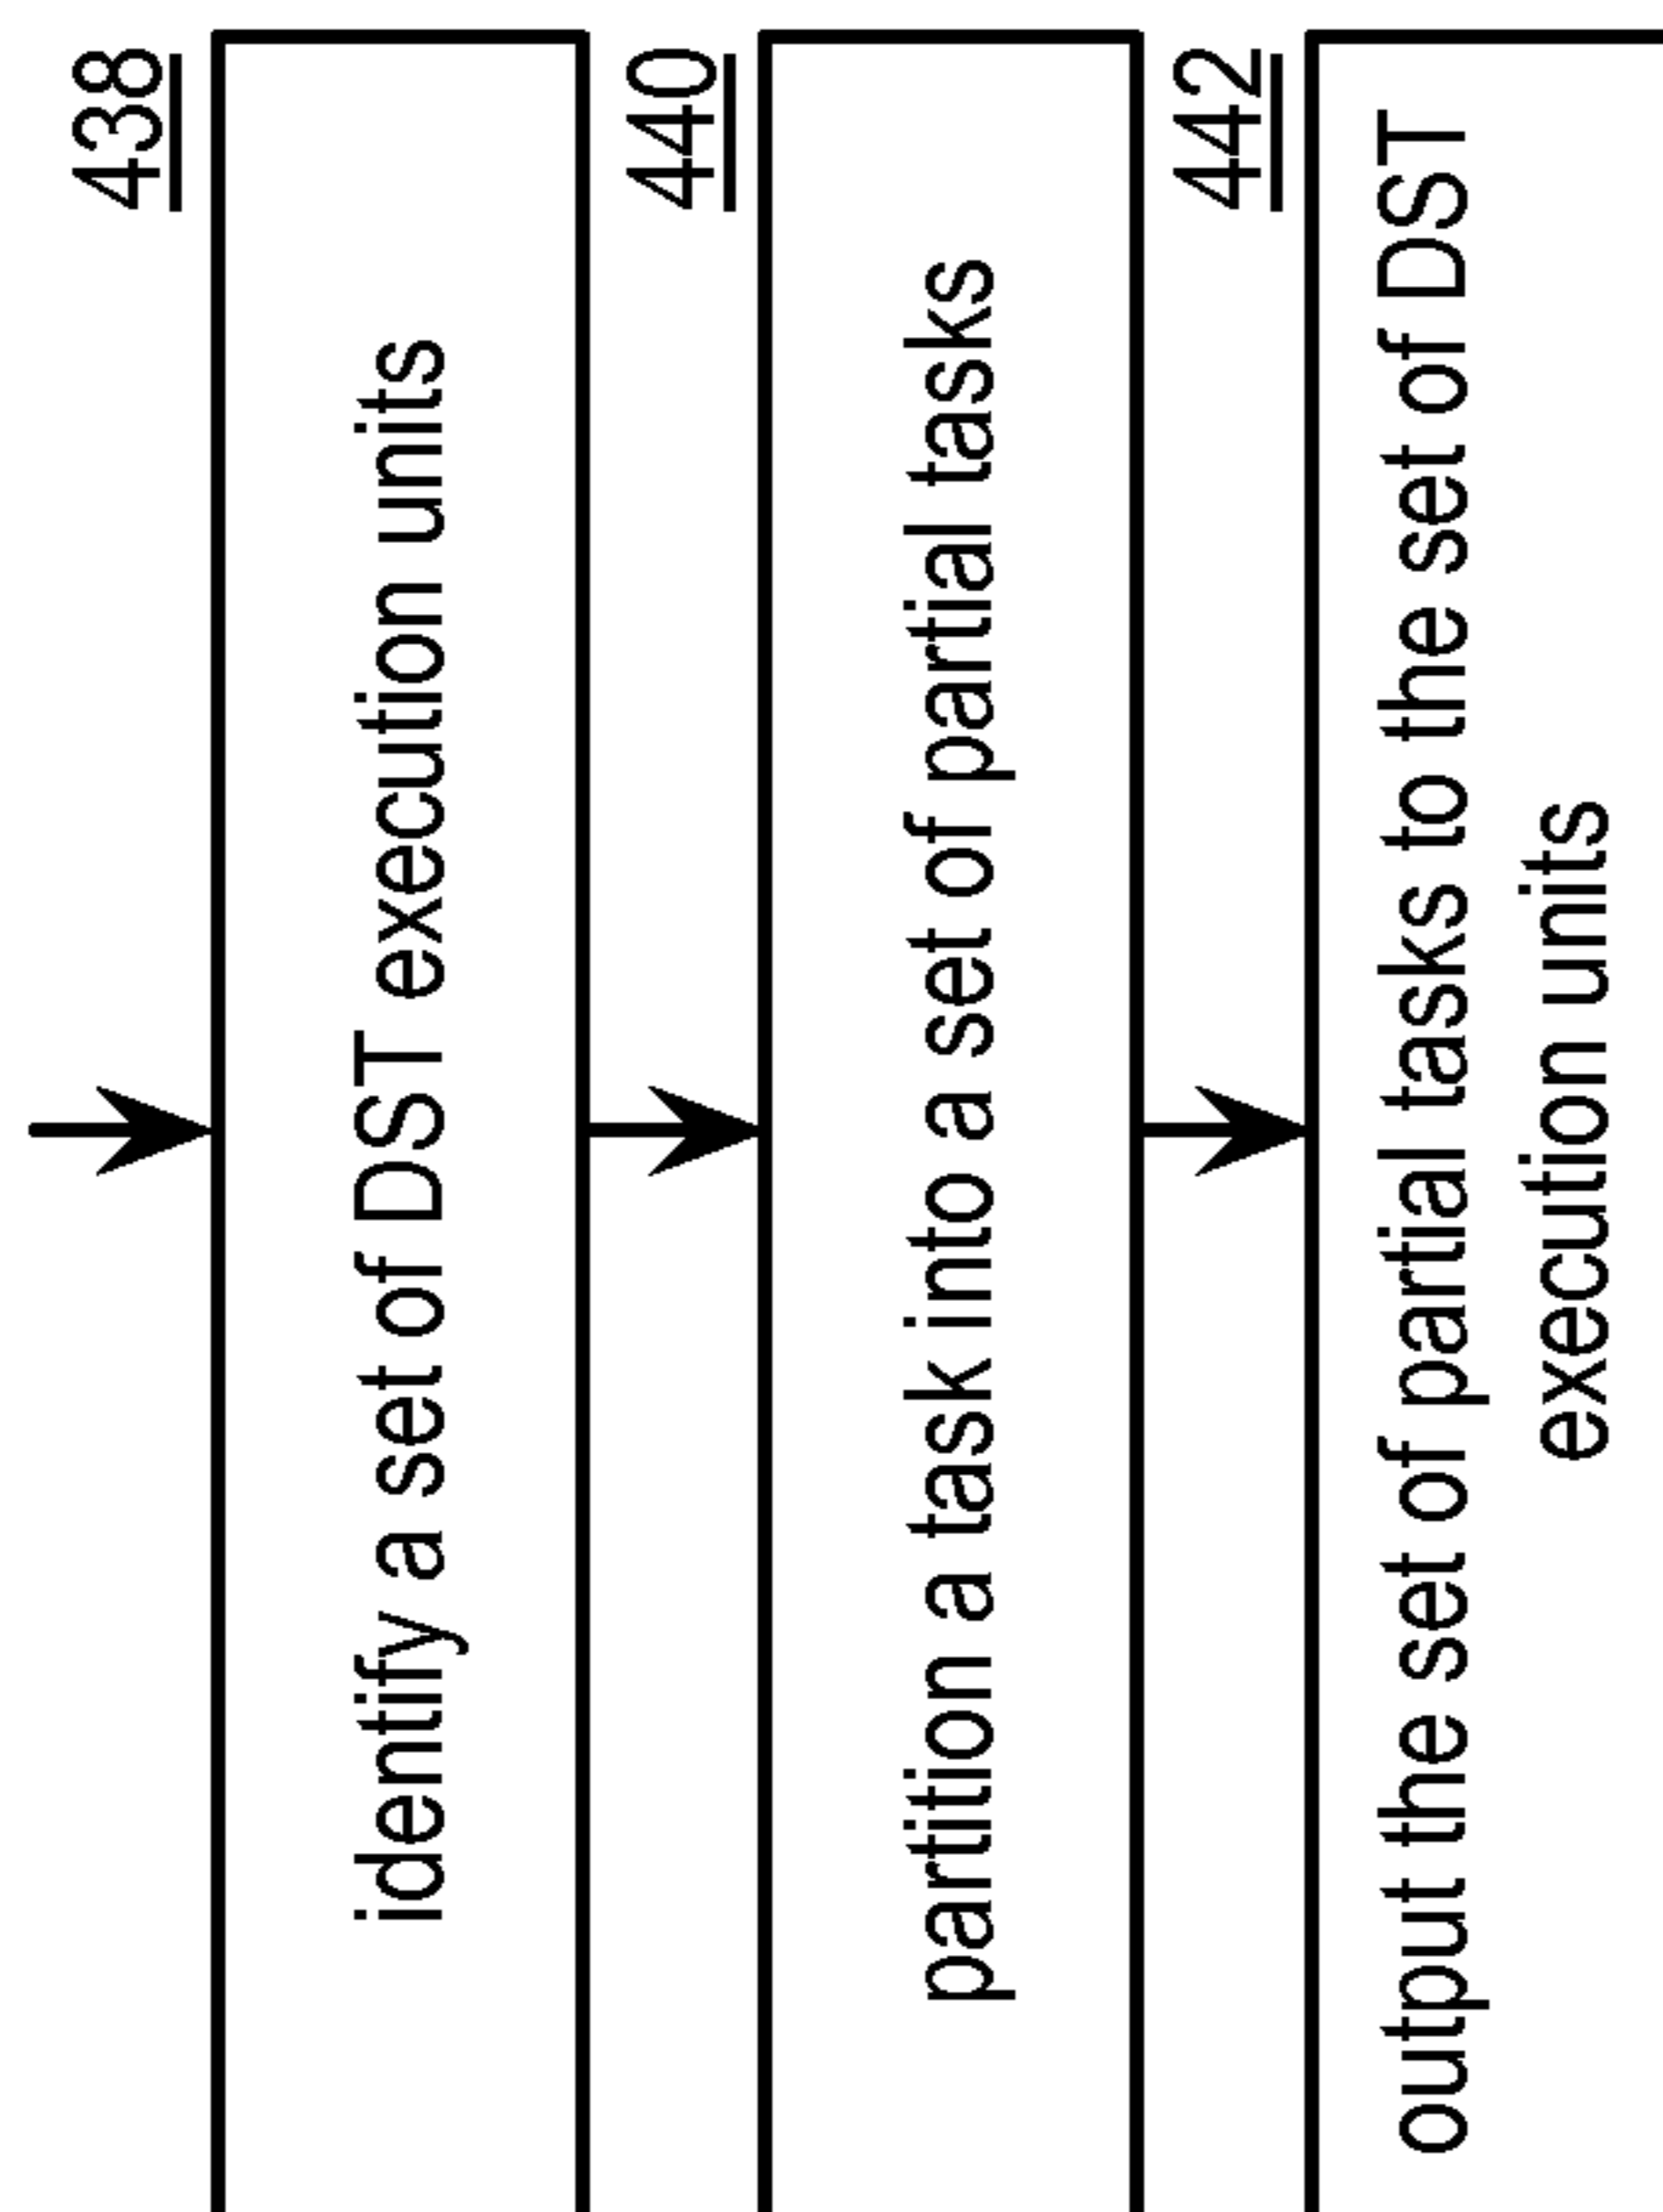 438
identify a set of DST execution units
440
partition a task into a set of partial tasks
442
output the set of partial tasks to the set of DST
execution units